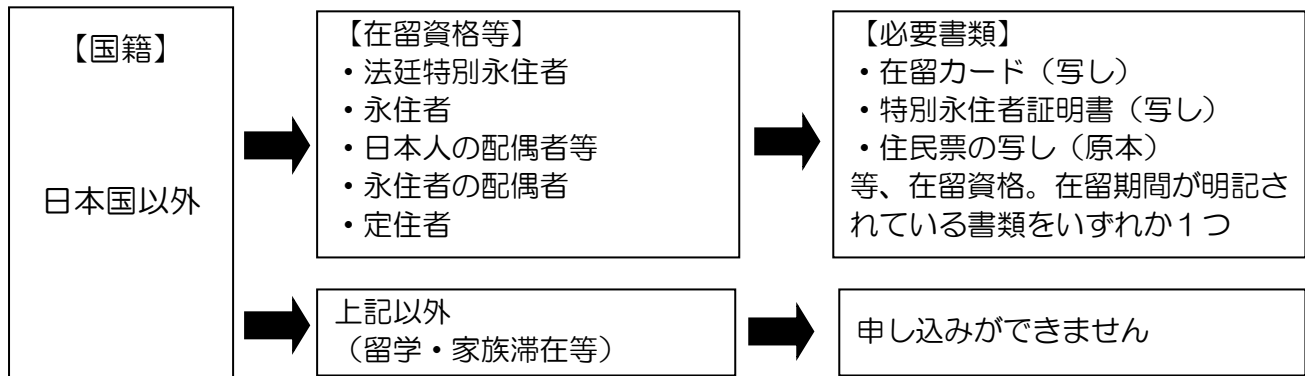 【国籍】
日本国以外
【在留資格等】
・法廷特別永住者
・永住者
・日本人の配偶者等
・永住者の配偶者
・定住者
【必要書類】
・在留カード（写し）
・特別永住者証明書（写し）
・住民票の写し（原本）
等、在留資格。在留期間が明記さ
れている書類をいずれか１つ
上記以外
（留学・家族滞在等）
申し込みができません